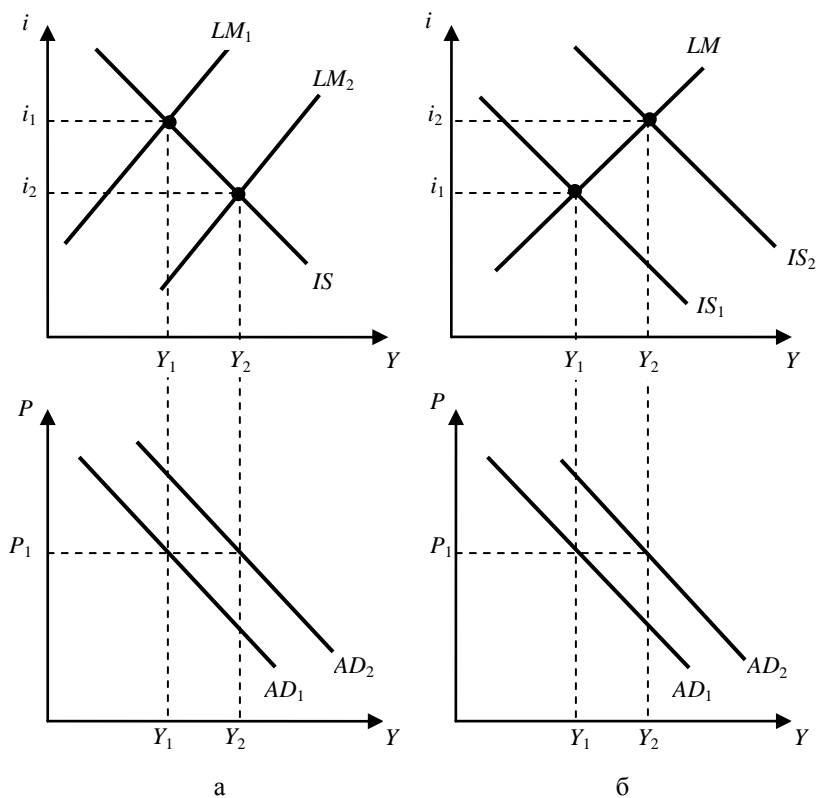 i
LM₁
LM₂
i₁
i₂
IS
Y₁
Y₂
Y
i
LM
i₂
i₁
IS₂
IS₁
Y₁
Y₂
Y
P
P₁
AD₂
AD₁
Y₁
Y₂
Y
P
P₁
AD₂
AD₁
Y₁
Y₂
Y
а
б